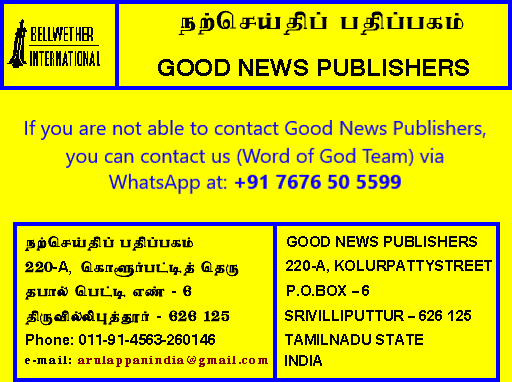 BELLWETHER
INTERNATIONAL
நற்செய்திப் பதிப்பகம்
GOOD NEWS PUBLISHERS
If you are not able to contact Good News Publishers,
you can contact us (Word of God Team) via
WhatsApp at: +91 7676 50 5599
நற்செய்திப் பதிப்பகம்
220-A, கொளூர்பட்டித் தெரு
தபால் பெட்டி எண் - 6
திருவில்லிபுத்தூர் - 626 125
Phone: 011-91-4563-260146
e-mail: arulappanindia@gmail.com
GOOD NEWS PUBLISHERS
220-A, KOLURPATTYSTREET
P.O.BOX – 6
SRIVILLIPUTTUR – 626 125
TAMILNADU STATE
INDIA